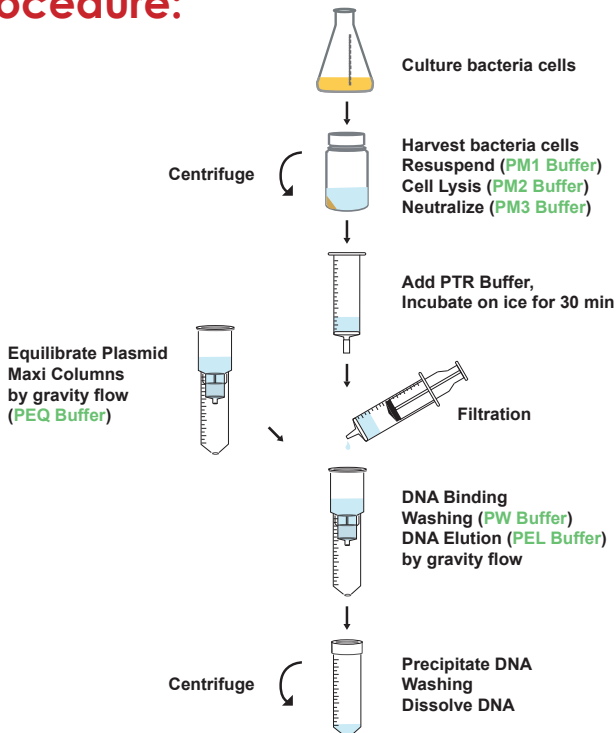 ocedure:
Culture bacteria cells
Centrifuge
Harvest bacteria cells
Resuspend (PM1 Buffer)
Cell Lysis (PM2 Buffer)
Neutralize (PM3 Buffer)
Add PTR Buffer,
Incubate on ice for 30 min
Equilibrate Plasmid
Maxi Columns
by gravity flow
(PEQ Buffer)
Filtration
DNA Binding
Washing (PW Buffer)
DNA Elution (PEL Buffer)
by gravity flow
Centrifuge
Precipitate DNA
Washing
Dissolve DNA